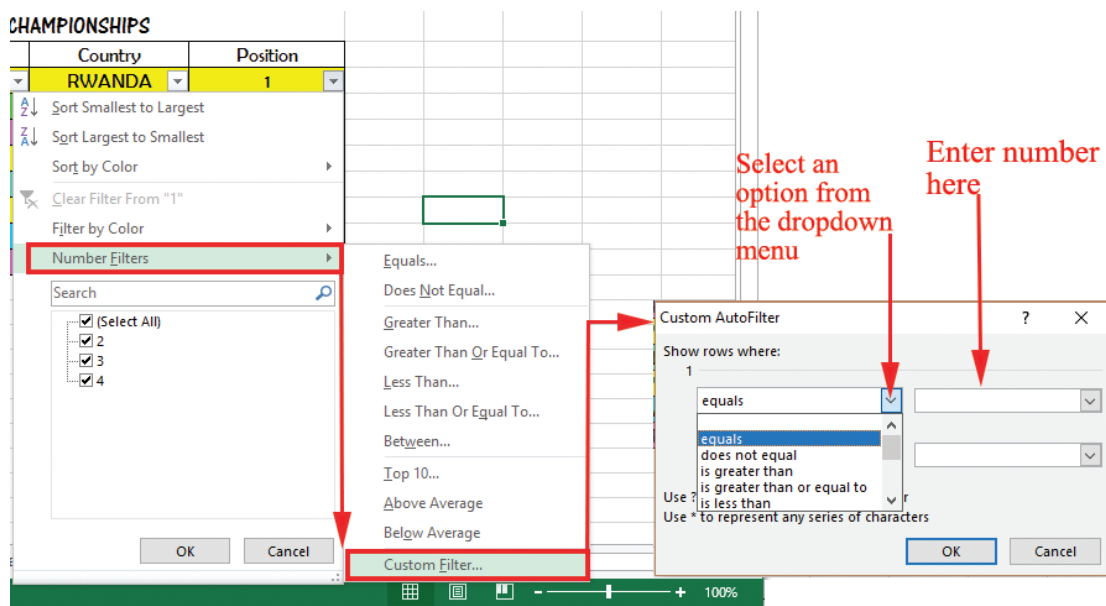 CHAMPIONSHIPS
Country Position
RWANDA 1
Sort Smallest to Largest
Sort Largest to Smallest
Sort by Color
Clear Filter From "1"
Filter by Color
Number Filters
Search
(Select All)
2
3
4
OK Cancel
Equals...
Does Not Equal...
Greater Than...
Greater Than Or Equal To...
Less Than...
Less Than Or Equal To...
Between...
Top 10...
Above Average
Below Average
Custom Filter...
Select an
option from
the dropdown
menu
Enter number
here
Custom AutoFilter ? ×
Show rows where:
1
equals
equals
does not equal
is greater than
is greater than or equal to
is less than
Use ?
Use * to represent any series of characters
OK Cancel
100%